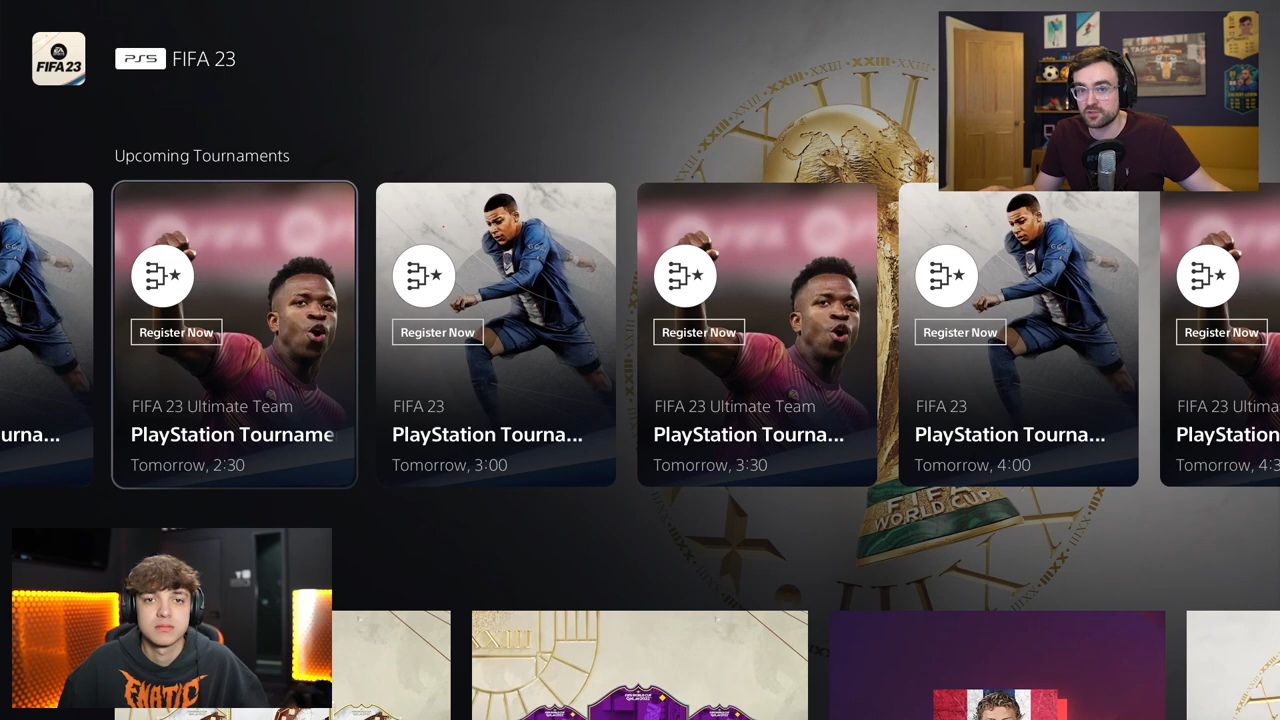 EA
FIFA 23
PS5 FIFA 23
Upcoming Tournaments
Register Now
FIFA 23 Ultimate Team
PlayStation Tourname
Tomorrow, 2:30
Register Now
FIFA 23
PlayStation Tourna...
Tomorrow, 3:00
Register Now
FIFA 23 Ultimate Team
PlayStation Tourna...
Tomorrow, 3:30
Register Now
FIFA 23
PlayStation Tourna...
Tomorrow, 4:00
Register Now
FIFA 23 Ultima
PlayStation
Tomorrow, 4:3
urna...
FIFA
WORLD CUP
FNATIC
XXIII